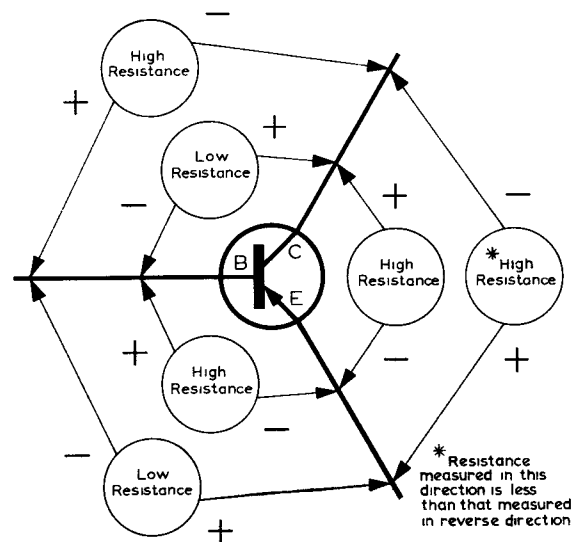 −
High
Resistance
+
+
Low
Resistance
−
+
−
B
C
High
Resistance
*High
Resistance
E
+
High
Resistance
−
−
+
−
Low
Resistance
+
*Resistance
measured in this
direction is less
than that measured
in reverse direction